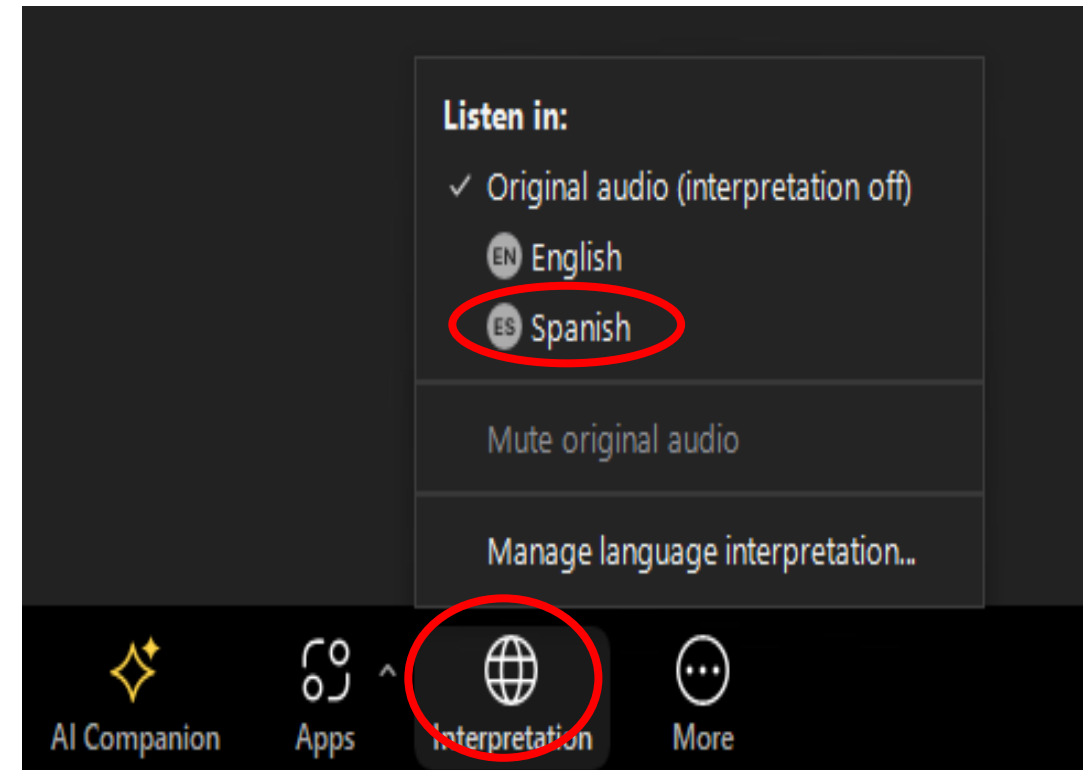 Listen in:
✓ Original audio (interpretation off)
EN English
ES Spanish
Mute original audio
Manage language interpretation...
AI Companion
Apps
Interpretation
More